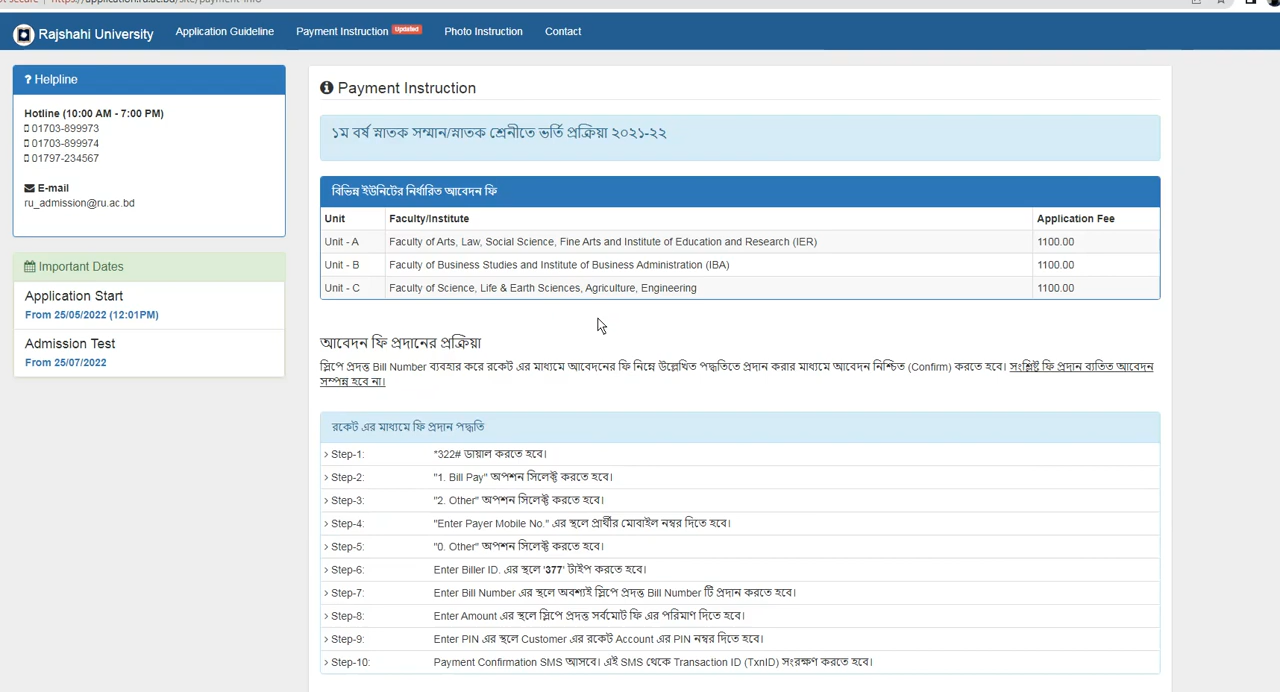 Rajshahi University
Application Guideline
Payment Instruction Updated
Photo Instruction
Contact
? Helpline
Hotline (10:00 AM - 7:00 PM)
01703-899973
01703-899974
01797-234567
E-mail
ru_admission@ru.ac.bd
Important Dates
Application Start
From 25/05/2022 (12:01PM)
Admission Test
From 25/07/2022
Payment Instruction
১ম বর্ষ স্নাতক সম্মান/স্নাতক শ্রেনীতে ভর্তি প্রক্রিয়া ২০২১-২২
বিভিন্ন ইউনিটের নির্ধারিত আবেদন ফি
Unit Faculty/Institute Application Fee
Unit - A Faculty of Arts, Law, Social Science, Fine Arts and Institute of Education and Research (IER) 1100.00
Unit - B Faculty of Business Studies and Institute of Business Administration (IBA) 1100.00
Unit - C Faculty of Science, Life & Earth Sciences, Agriculture, Engineering 1100.00
আবেদন ফি প্রদানের প্রক্রিয়া
স্লিপে প্রদত্ত Bill Number ব্যবহার করে রকেট এর মাধ্যমে আবেদনের ফি নিম্নে উল্লেখিত পদ্ধতিতে প্রদান করার মাধ্যমে আবেদন নিশ্চিত (Confirm) করতে হবে। সংশ্লিষ্ট ফি প্রদান ব্যতিত আবেদন
সম্পন্ন হবে না।
রকেট এর মাধ্যমে ফি প্রদান পদ্ধতি
> Step-1: *322# ডায়াল করতে হবে।
> Step-2: "1. Bill Pay" অপশন সিলেক্ট করতে হবে।
> Step-3: "2. Other" অপশন সিলেক্ট করতে হবে।
> Step-4: "Enter Payer Mobile No." এর স্থলে প্রার্থীর মোবাইল নম্বর দিতে হবে।
> Step-5: "0. Other" অপশন সিলেক্ট করতে হবে।
> Step-6: Enter Biller ID. এর স্থলে '377' টাইপ করতে হবে।
> Step-7: Enter Bill Number এর স্থলে অবশ্যই স্লিপে প্রদত্ত Bill Number টি প্রদান করতে হবে।
> Step-8: Enter Amount এর স্থলে স্লিপে প্রদত্ত সর্বমোট ফি এর পরিমাণ দিতে হবে।
> Step-9: Enter PIN এর স্থলে Customer এর রকেট Account এর PIN নম্বর দিতে হবে।
> Step-10: Payment Confirmation SMS আসবে। এই SMS থেকে Transaction ID (TxnID) সংরক্ষণ করতে হবে।